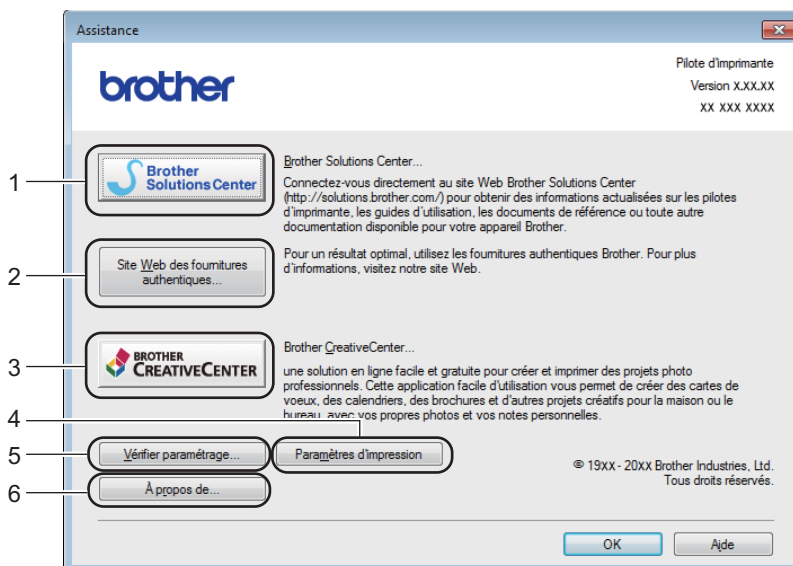 Assistance
brother
Pilote d'imprimante
Version X.XX.XX
XX XXX XXXX
1
Brother
Solutions Center
Brother Solutions Center...
Connectez-vous directement au site Web Brother Solutions Center
(http://solutions.brother.com/) pour obtenir des informations actualisées sur les pilotes
d'imprimante, les guides d'utilisation, les documents de référence ou toute autre
documentation disponible pour votre appareil Brother.
2
Site Web des fournitures
authentiques...
Pour un résultat optimal, utilisez les fournitures authentiques Brother. Pour plus
d'informations, visitez notre site Web.
3
BROTHER
CREATIVECENTER
Brother CreativeCenter...
une solution en ligne facile et gratuite pour créer et imprimer des projets photo
professionnels. Cette application facile d'utilisation vous permet de créer des cartes de
voeux, des calendriers, des brochures et d'autres projets créatifs pour la maison ou le
bureau, avec vos propres photos et vos notes personnelles.
4
5
Vérifier paramétrage...
Paramètres d'impression
6
À propos de...
© 19XX - 20XX Brother Industries, Ltd.
Tous droits réservés.
OK
Aide